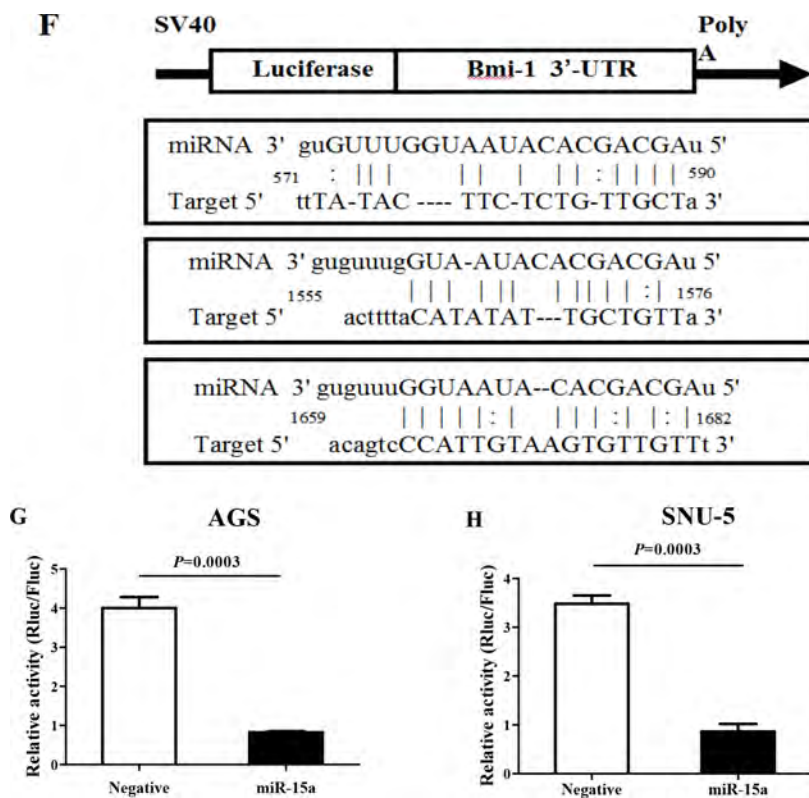 F
SV40
Poly
A
Luciferase
Bmi-1 3’-UTR
miRNA 3' guGUUUGGUAAUACACGACGAu 5'
571 : | | | | | | | | : | | | | 590
Target 5' ttTA-TAC ---- TTC-TCTG-TTGCTa 3'
miRNA 3' guguuugGUA-AUACACGACGAu 5'
1555 | | | | | | | | | | | : | 1576
Target 5' acttttaCATATAT---TGCTGTTa 3'
miRNA 3' guguuuGGUAAUA--CACGACGAu 5'
1659 | | | | | : | | | | : | : | 1682
Target 5' acagtcCCATTGTAAGTGTTGTTt 3'
G
AGS
P=0.0003
Relative activity (Rluc/Fluc)
5
4
3
2
1
0
Negative
miR-15a
H
SNU-5
P=0.0003
Relative activity (Rluc/Fluc)
4
3
2
1
0
Negative
miR-15a